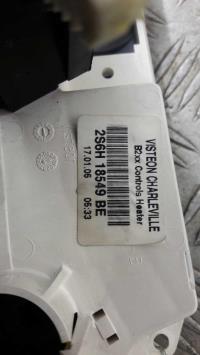 VISTEON CHARLEVILLE
B2xx Controls Heater
2S6H 18549 BE
17.01.06 06:33